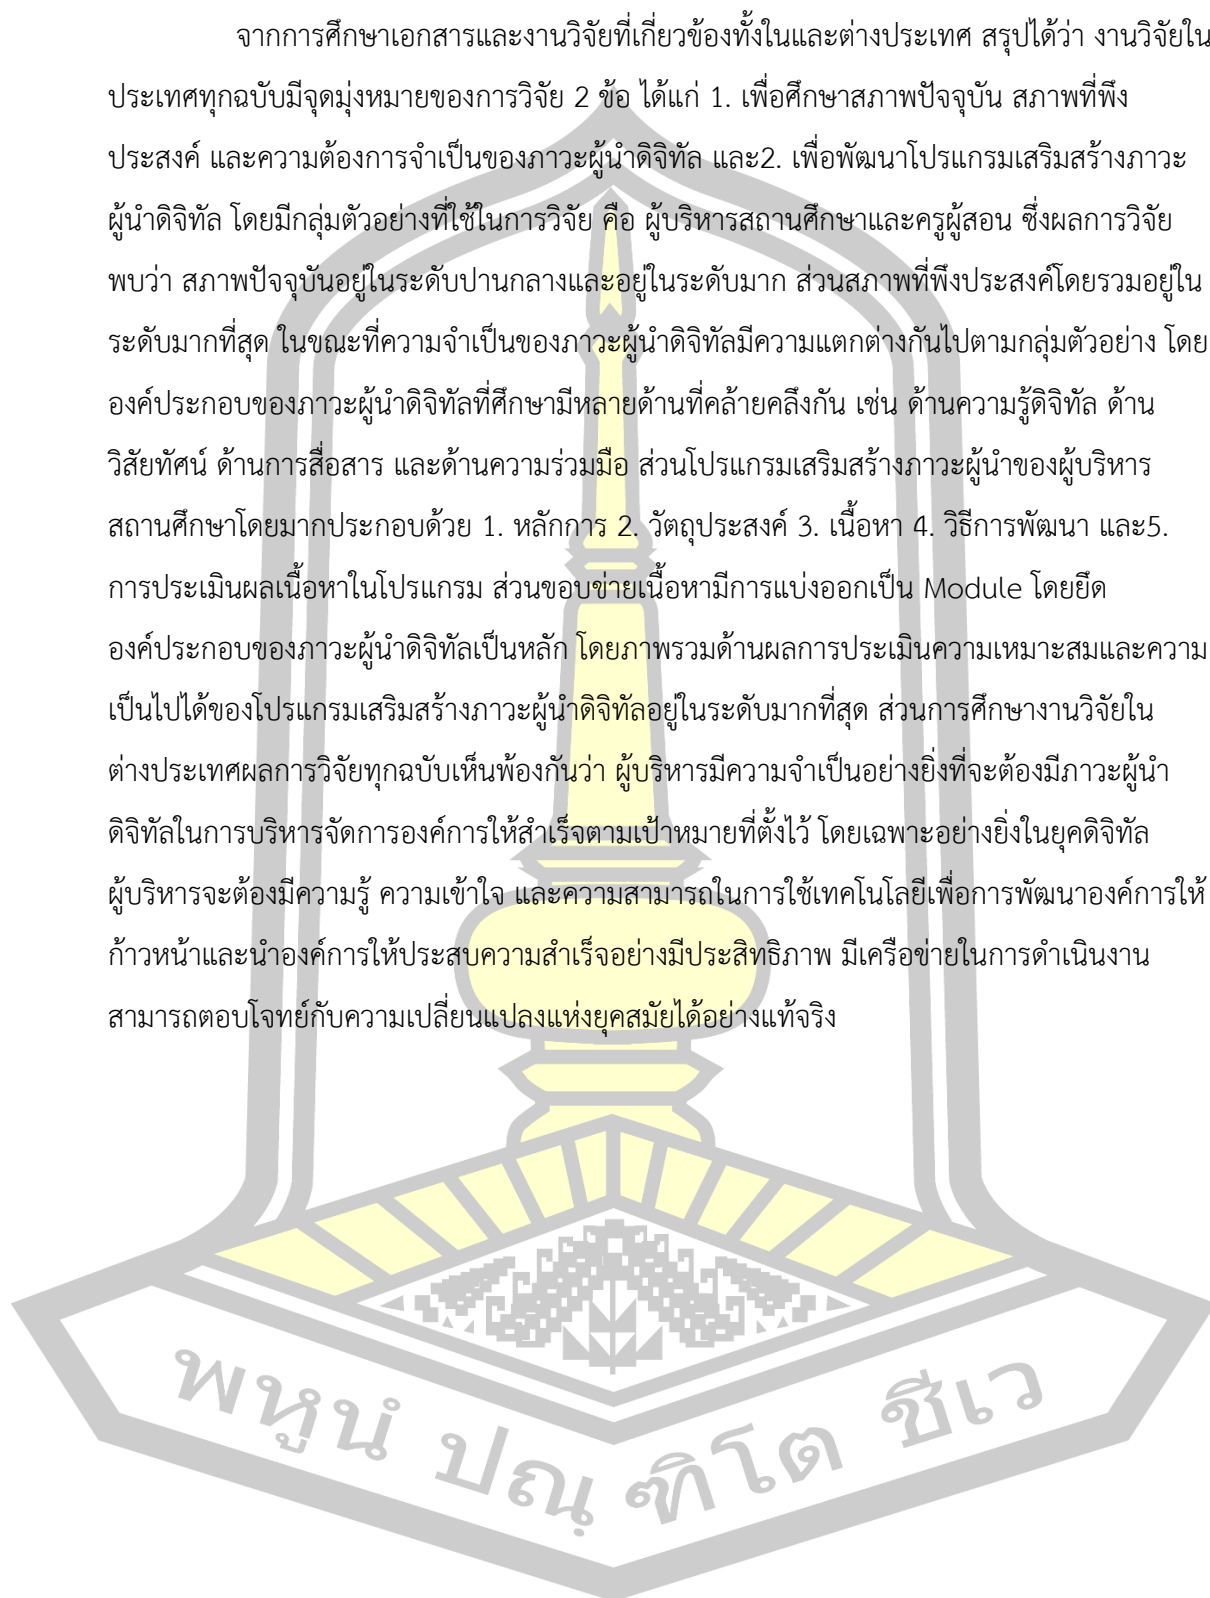 จากการศึกษาเอกสารและงานวิจัยที่เกี่ยวข้องทั้งในและต่างประเทศ สรุปได้ว่า งานวิจัยใน
ประเทศทุกฉบับมีจุดมุ่งหมายของการวิจัย 2 ข้อ ได้แก่ 1. เพื่อศึกษาสภาพปัจจุบัน สภาพที่พึง
ประสงค์ และความต้องการจำเป็นของภาวะผู้นำดิจิทัล และ2. เพื่อพัฒนาโปรแกรมเสริมสร้างภาวะ
ผู้นำดิจิทัล โดยมีกลุ่มตัวอย่างที่ใช้ในการวิจัย คือ ผู้บริหารสถานศึกษาและครูผู้สอน ซึ่งผลการวิจัย
พบว่า สภาพปัจจุบันอยู่ในระดับปานกลางและอยู่ในระดับมาก ส่วนสภาพที่พึงประสงค์โดยรวมอยู่ใน
ระดับมากที่สุด ในขณะที่ความจำเป็นของภาวะผู้นำดิจิทัลมีความแตกต่างกันไปตามกลุ่มตัวอย่าง โดย
องค์ประกอบของภาวะผู้นำดิจิทัลที่ศึกษามีหลายด้านที่คล้ายคลึงกัน เช่น ด้านความรู้ดิจิทัล ด้าน
วิสัยทัศน์ ด้านการสื่อสาร และด้านความร่วมมือ ส่วนโปรแกรมเสริมสร้างภาวะผู้นำของผู้บริหาร
สถานศึกษาโดยมากประกอบด้วย 1. หลักการ 2. วัตถุประสงค์ 3. เนื้อหา 4. วิธีการพัฒนา และ5.
การประเมินผลเนื้อหาในโปรแกรม ส่วนขอบข่ายเนื้อหามีการแบ่งออกเป็น Module โดยยึด
องค์ประกอบของภาวะผู้นำดิจิทัลเป็นหลัก โดยภาพรวมด้านผลการประเมินความเหมาะสมและความ
เป็นไปได้ของโปรแกรมเสริมสร้างภาวะผู้นำดิจิทัลอยู่ในระดับมากที่สุด ส่วนการศึกษางานวิจัยใน
ต่างประเทศผลการวิจัยทุกฉบับเห็นพ้องกันว่า ผู้บริหารมีความจำเป็นอย่างยิ่งที่จะต้องมีภาวะผู้นำ
ดิจิทัลในการบริหารจัดการองค์การให้สำเร็จตามเป้าหมายที่ตั้งไว้ โดยเฉพาะอย่างยิ่งในยุคดิจิทัล
ผู้บริหารจะต้องมีความรู้ ความเข้าใจ และความสามารถในการใช้เทคโนโลยีเพื่อการพัฒนาองค์การให้
ก้าวหน้าและนำองค์การให้ประสบความสำเร็จอย่างมีประสิทธิภาพ มีเครือข่ายในการดำเนินงาน
สามารถตอบโจทย์กับความเปลี่ยนแปลงแห่งยุคสมัยได้อย่างแท้จริง
พหูนํ ปณฺฑิโต ชีเว